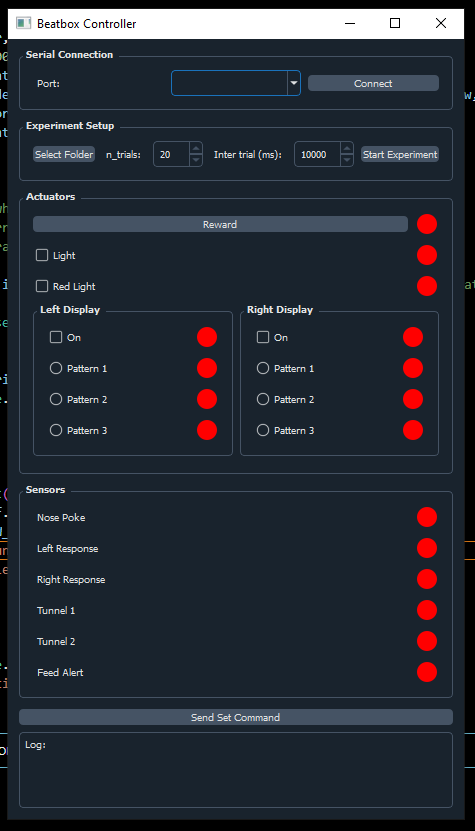 Beatbox Controller
Serial Connection
Port:
Connect
Experiment Setup
Select Folder n_trials: 20 Inter trial (ms): 10000 Start Experiment
Actuators
Reward
Light
Red Light
Left Display Right Display
On On
Pattern 1 Pattern 1
Pattern 2 Pattern 2
Pattern 3 Pattern 3
Sensors
Nose Poke
Left Response
Right Response
Tunnel 1
Tunnel 2
Feed Alert
Send Set Command
Log: